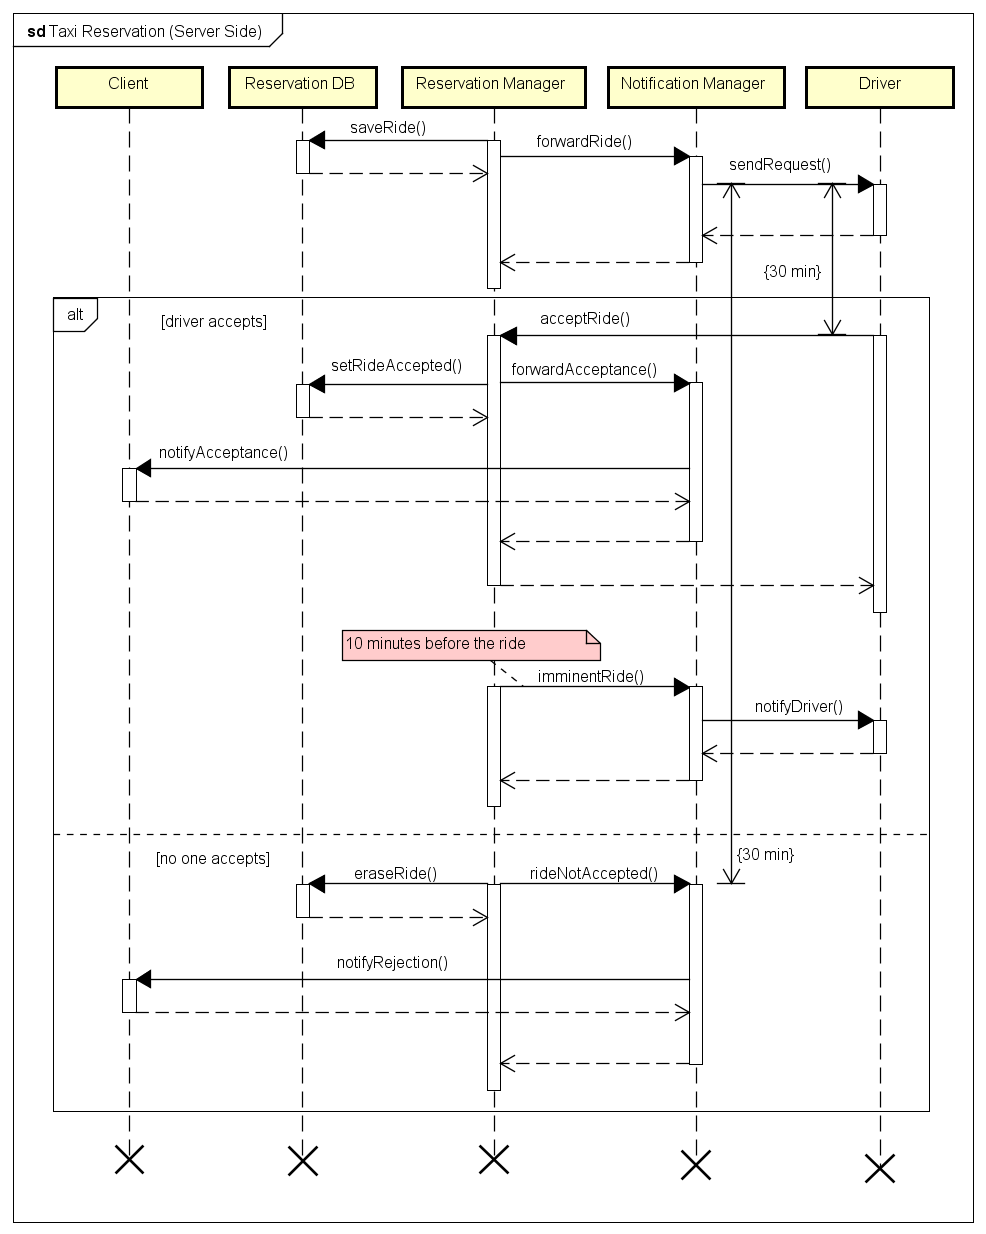 sd Taxi Reservation (Server Side)
Client
Reservation DB
Reservation Manager
Notification Manager
Driver
saveRide()
forwardRide()
sendRequest()
{30 min}
alt
[driver accepts]
acceptRide()
setRideAccepted()
forwardAcceptance()
notifyAcceptance()
10 minutes before the ride
imminentRide()
notifyDriver()
[no one accepts]
{30 min}
eraseRide()
rideNotAccepted()
notifyRejection()